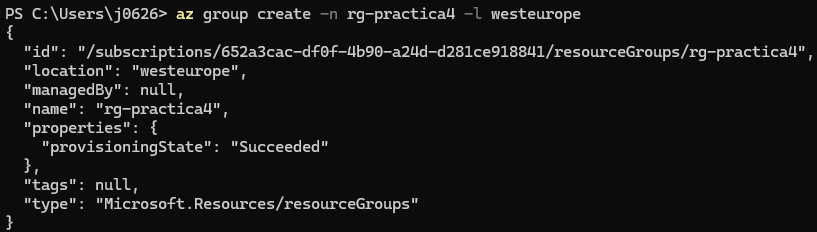 PS C:\Users\j0626> az group create -n rg-practica4 -l westeurope
{
  "id": "/subscriptions/652a3cac-df0f-4b90-a24d-d281ce918841/resourceGroups/rg-practica4",
  "location": "westeurope",
  "managedBy": null,
  "name": "rg-practica4",
  "properties": {
    "provisioningState": "Succeeded"
  },
  "tags": null,
  "type": "Microsoft.Resources/resourceGroups"
}